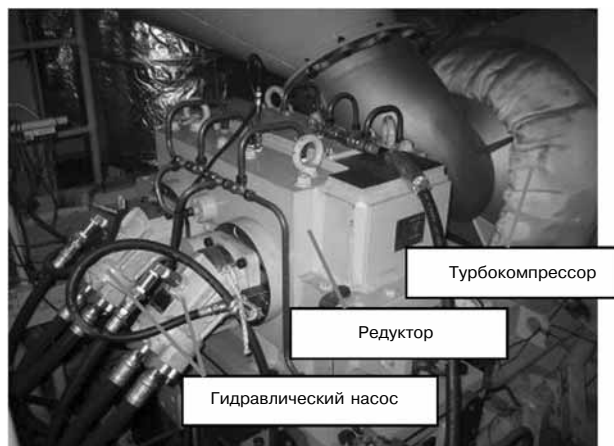 Турбокомпрессор
Редуктор
Гидравлический насос